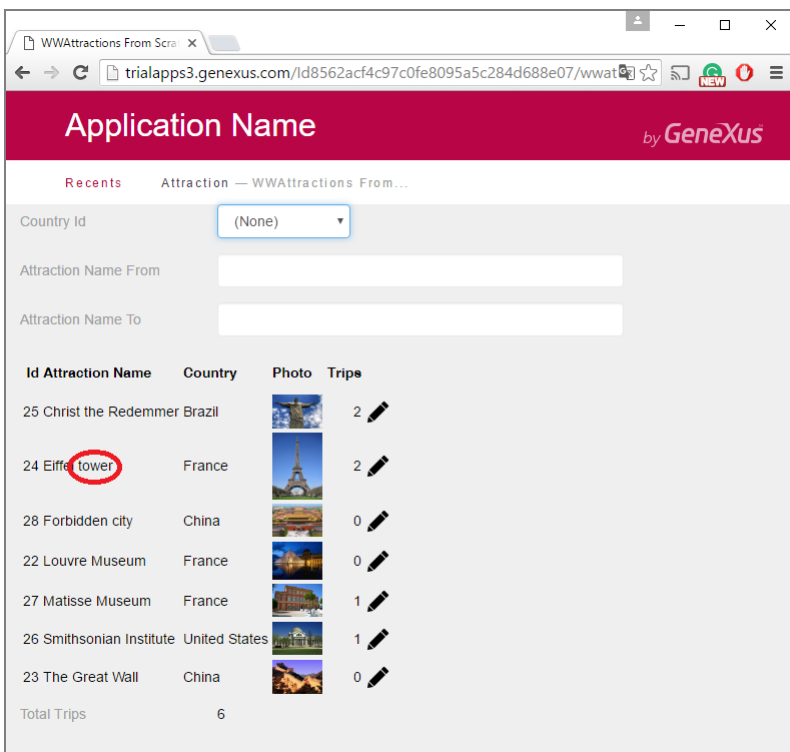 WWAttractions From Scra
trialapps3.genexus.com/Id8562acf4c97c0fe8095a5c284d688e07/wwat
NEW
Application Name
by GeneXus
Recents Attraction — WWAttractions From...
Country Id (None)
Attraction Name From
Attraction Name To
Id Attraction Name Country Photo Trips
25 Christ the Redemmer Brazil 2
24 Eiffel tower France 2
28 Forbidden city China 0
22 Louvre Museum France 0
27 Matisse Museum France 1
26 Smithsonian Institute United States 1
23 The Great Wall China 0
Total Trips 6